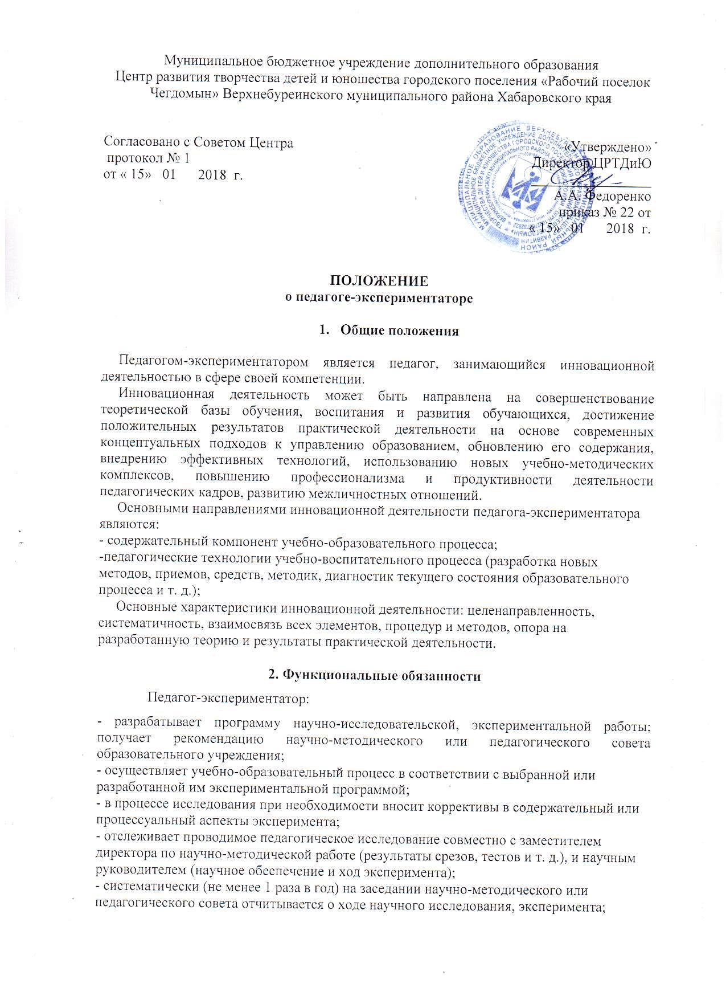 Муниципальное бюджетное учреждение дополнительного образования
Центр развития творчества детей и юношества городского поселения «Рабочий поселок
Чегдомын» Верхнебуреинского муниципального района Хабаровского края
Согласовано с Советом Центра
протокол № 1
от « 15» 01 2018 г.
«Утверждено»
Директор ЦРТДиЮ
А.А. Федоренко
приказ № 22 от
« 15» 01 2018 г.
ПОЛОЖЕНИЕ
о педагоге-экспериментаторе
1. Общие положения
Педагогом-экспериментатором является педагог, занимающийся инновационной
деятельностью в сфере своей компетенции.
Инновационная деятельность может быть направлена на совершенствование
теоретической базы обучения, воспитания и развития обучающихся, достижение
положительных результатов практической деятельности на основе современных
концептуальных подходов к управлению образованием, обновлению его содержания,
внедрению эффективных технологий, использованию новых учебно-методических
комплексов, повышению профессионализма и продуктивности деятельности
педагогических кадров, развитию межличностных отношений.
Основными направлениями инновационной деятельности педагога-экспериментатора
являются:
- содержательный компонент учебно-образовательного процесса;
-педагогические технологии учебно-воспитательного процесса (разработка новых
методов, приемов, средств, методик, диагностик текущего состояния образовательного
процесса и т. д.);
Основные характеристики инновационной деятельности: целенаправленность,
систематичность, взаимосвязь всех элементов, процедур и методов, опора на
разработанную теорию и результаты практической деятельности.
2. Функциональные обязанности
Педагог-экспериментатор:
- разрабатывает программу научно-исследовательской, экспериментальной работы;
получает рекомендацию научно-методического или педагогического совета
образовательного учреждения;
- осуществляет учебно-образовательный процесс в соответствии с выбранной или
разработанной им экспериментальной программой;
- в процессе исследования при необходимости вносит коррективы в содержательный или
процессуальный аспекты эксперимента;
- отслеживает проводимое педагогическое исследование совместно с заместителем
директора по научно-методической работе (результаты срезов, тестов и т. д.), и научным
руководителем (научное обеспечение и ход эксперимента);
- систематически (не менее 1 раза в год) на заседании научно-методического или
педагогического совета отчитывается о ходе научного исследования, эксперимента;